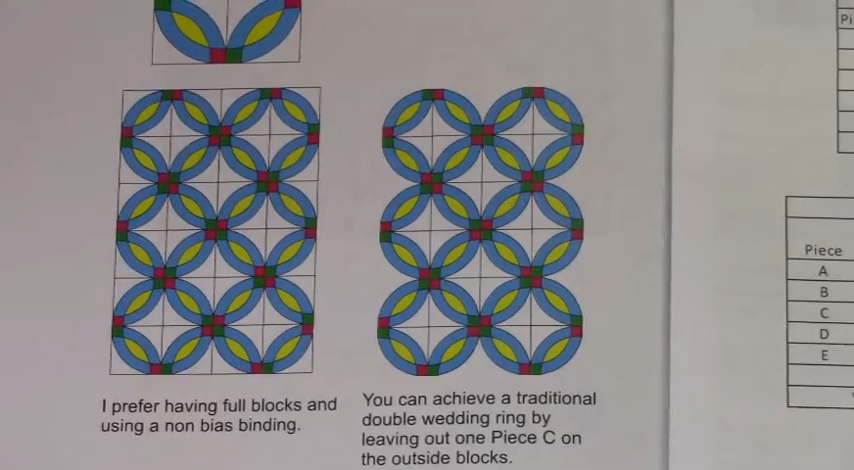 I prefer having full blocks and
using a non bias binding.
You can achieve a traditional
double wedding ring by
leaving out one Piece C on
the outside blocks.
Pi
Piece
A
B
C
D
E